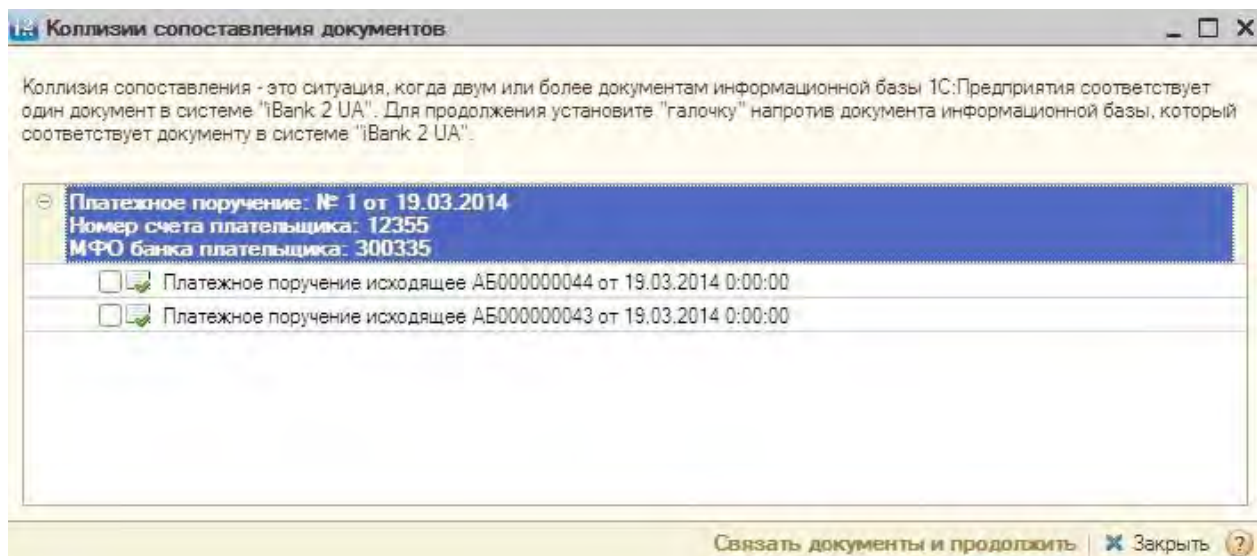 Коллизии сопоставления документов
Коллизия сопоставления - это ситуация, когда двум или более документам информационной базы 1С:Предприятия соответствует
один документ в системе "iBank 2 UA". Для продолжения установите "галочку" напротив документа информационной базы, который
соответствует документу в системе "iBank 2 UA".
Платежное поручение: № 1 от 19.03.2014
Номер счета плательщика: 12355
МФО банка плательщика: 300335
Платежное поручение исходящее АБ000000044 от 19.03.2014 0:00:00
Платежное поручение исходящее АБ000000043 от 19.03.2014 0:00:00
Связать документы и продолжить | Закрыть ?